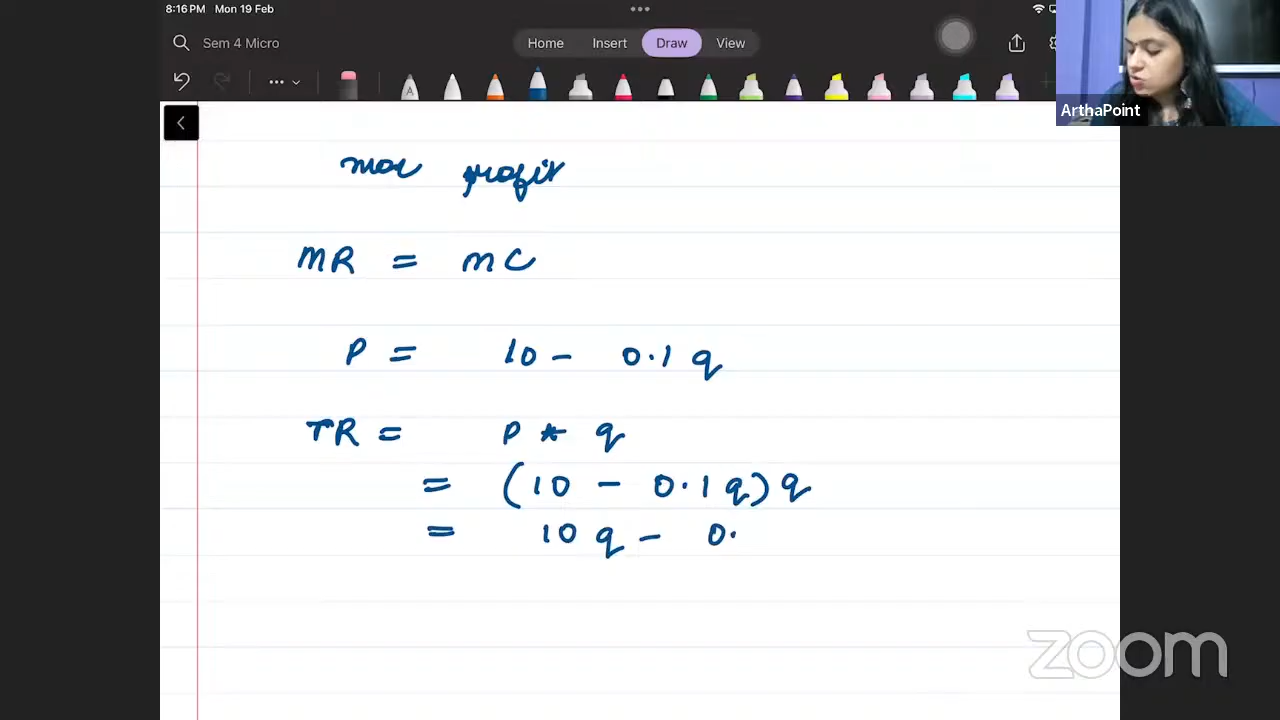 8:16 PM Mon 19 Feb
Sem 4 Micro
Home Insert Draw View
A
ArthaPoint
max profit
MR = MC
P = 10 - 0.1 q
TR = P * q
= (10 - 0.1 q) q
= 10 q - 0.
zoom